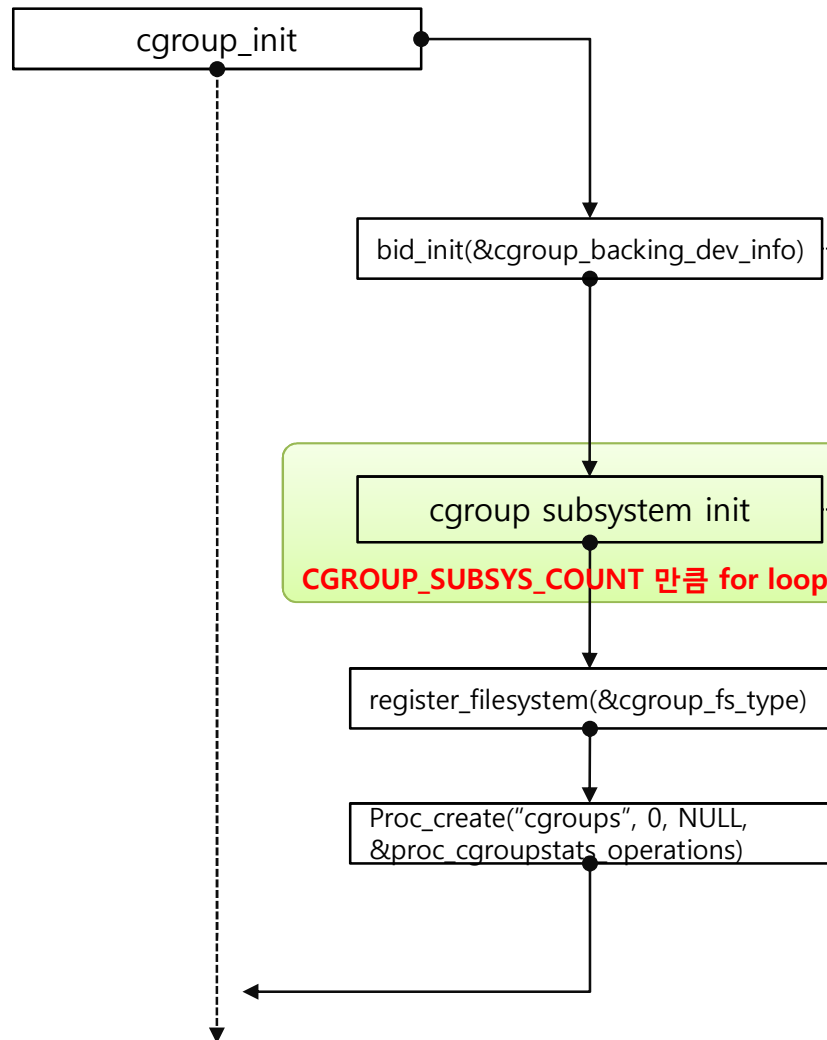 cgroup_init
bid_init(&cgroup_backing_dev_info)
cgroup subsystem init
CGROUP_SUBSYS_COUNT 만큼 for loop
register_filesystem(&cgroup_fs_type)
Proc_create(“cgroups”, 0, NULL,
&proc_cgroupstats_operations)